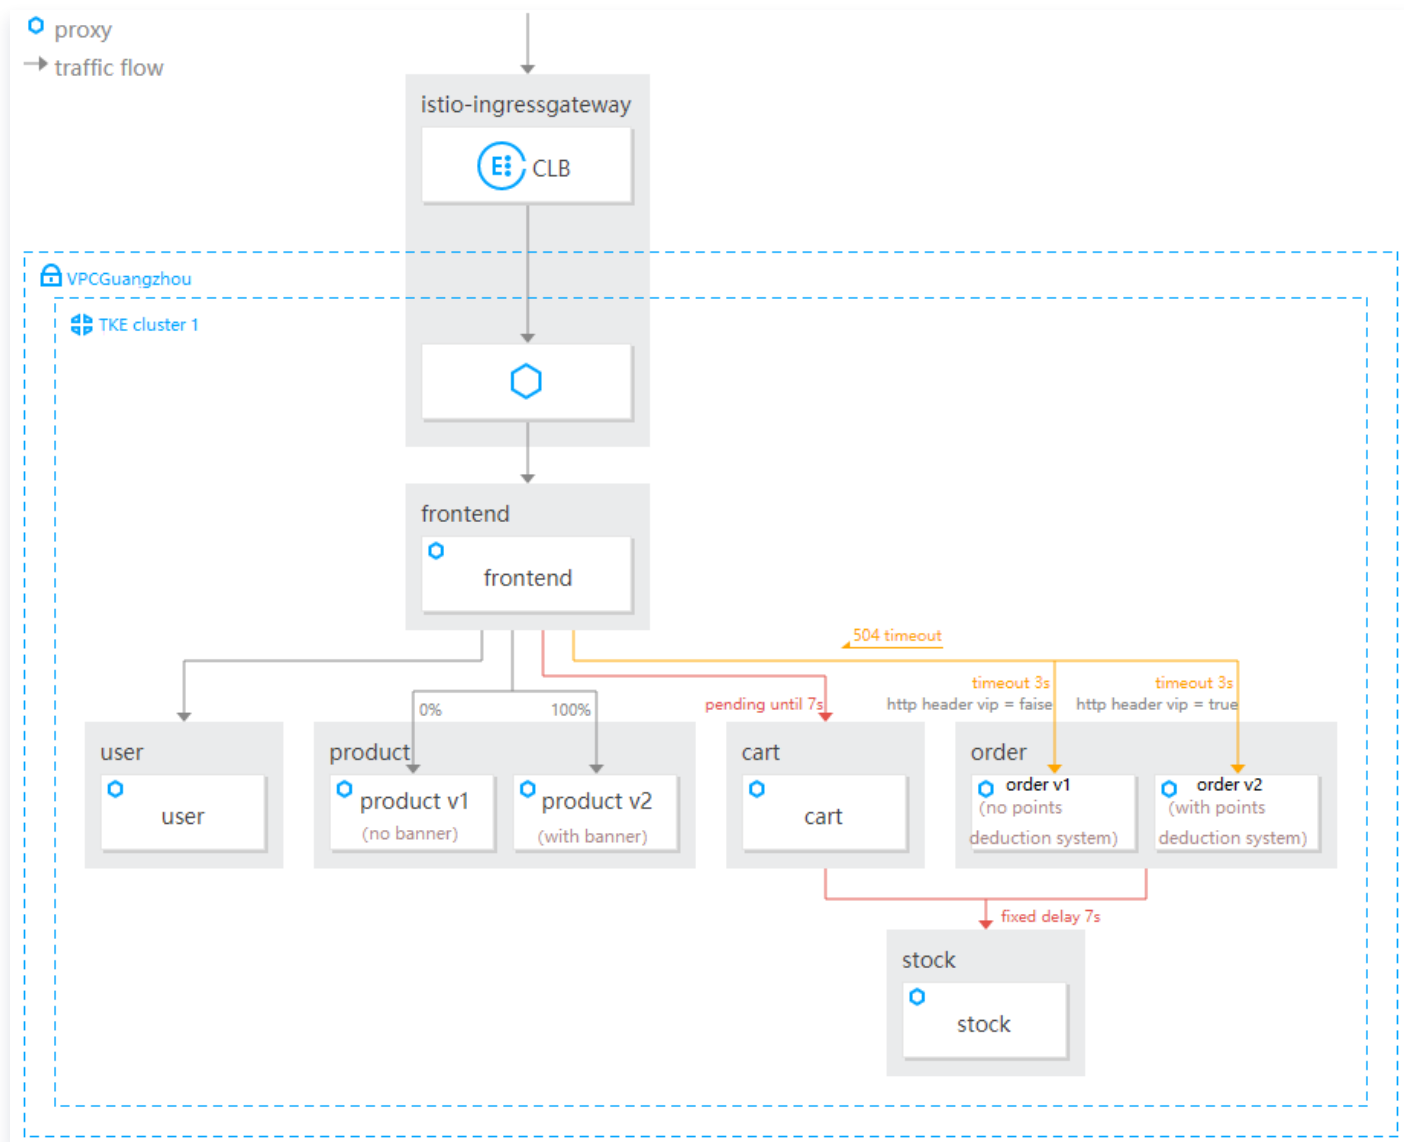 proxy
traffic flow
istio-ingressgateway
CLB
VPCGuangzhou
TKE cluster 1
frontend
frontend
504 timeout
timeout 3s
timeout 3s
0%
100%
pending until 7s
http header vip = faise
http header vip = true
user
product
cart
order
user
product v1
(no banner)
product v2
(with banner)
cart
order v1
(no points
deduction system)
order v2
(with points
deduction system)
fixed delay 7s
stock
stock